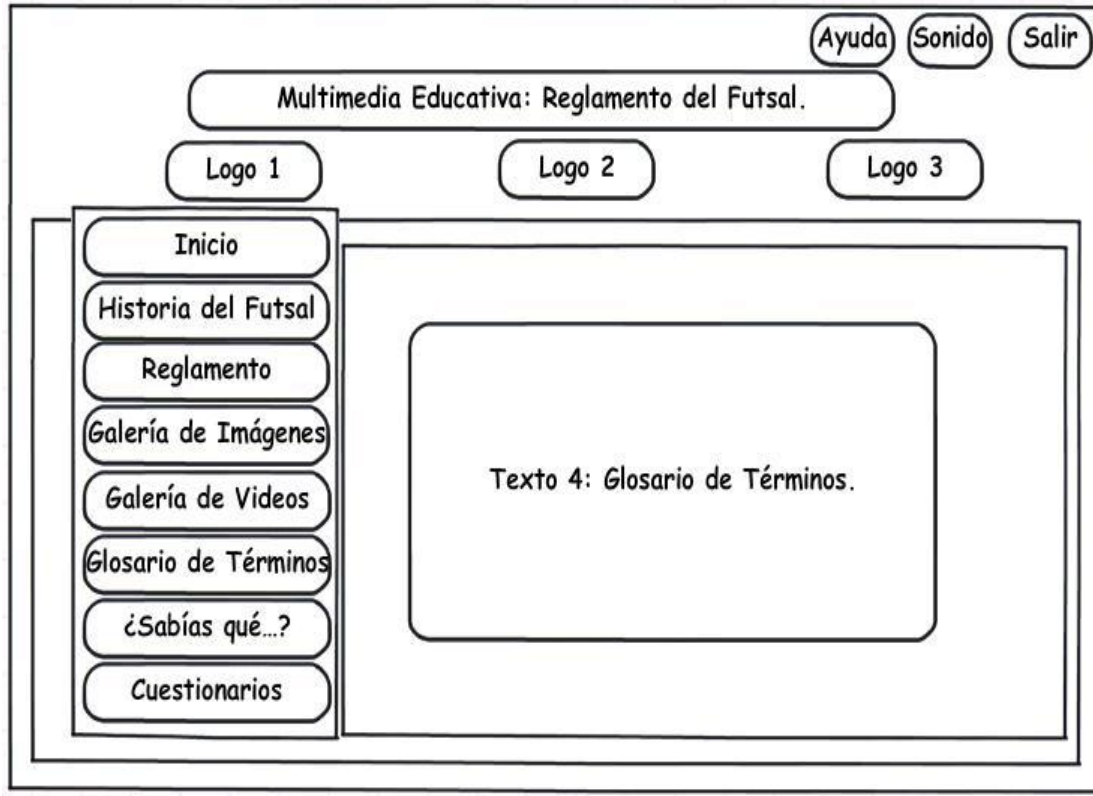 Ayuda Sonido Salir
Multimedia Educativa: Reglamento del Futsal.
Logo 1 Logo 2 Logo 3
Inicio
Historia del Futsal
Reglamento
Galería de Imágenes
Galería de Videos
Glosario de Términos
¿Sabías qué...?
Cuestionarios
Texto 4: Glosario de Términos.